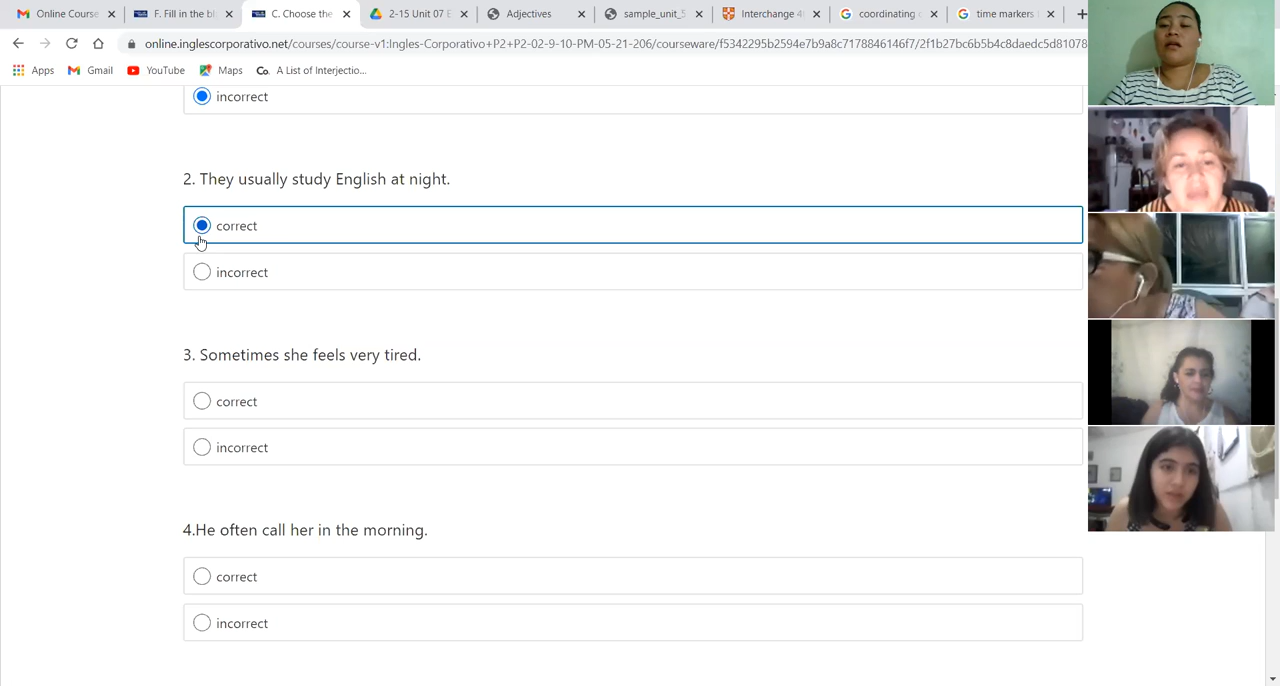 Online Course
F. Fill in the bl
C. Choose the
2-15 Unit 07 E
Adjectives
sample_unit_5
Interchange 4
coordinating
time markers
online.inglescorporativo.net/courses/course-v1:Ingles-Corporativo+P2+P2-02-9-10-PM-05-21-206/courseware/f5342295b2594e7b9a8c7178846146f7/2f1b27bc6b5b4c8daedc5d81078
Apps
Gmail
YouTube
Maps
Co. A List of Interjectio...
incorrect
2. They usually study English at night.
correct
incorrect
3. Sometimes she feels very tired.
correct
incorrect
4.He often call her in the morning.
correct
incorrect